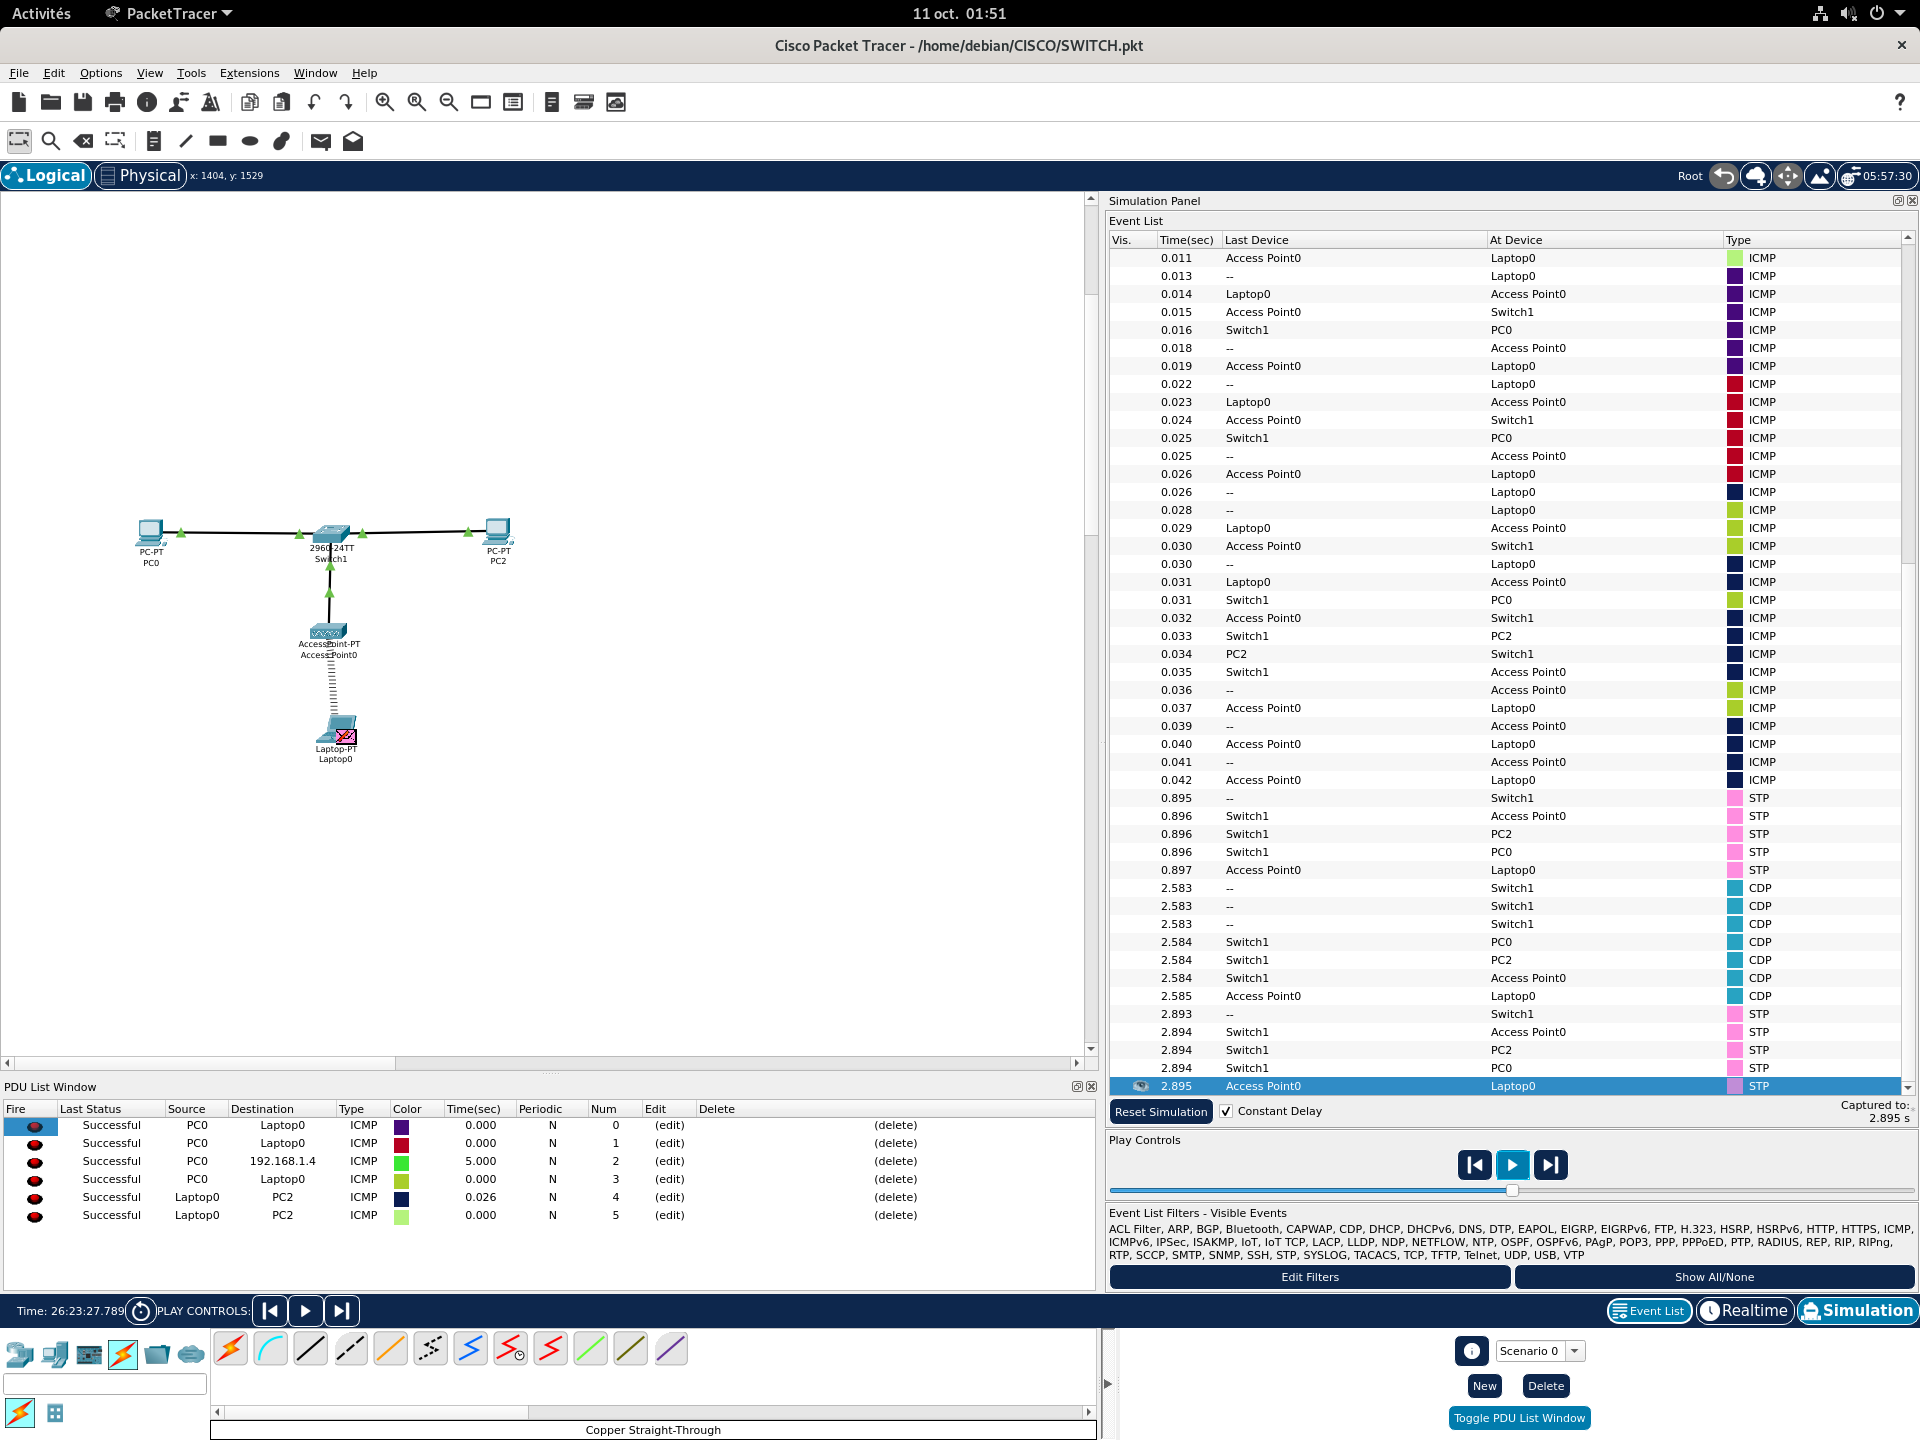 Activités PacketTracer 11 oct. 01:51
Cisco Packet Tracer - /home/debian/CISCO/SWITCH.pkt
File Edit Options View Tools Extensions Window Help
Logical Physical x: 1404, y: 1529 Root 05:57:30
PC-PT
PC0
2960-24TT
Switch1
PC-PT
PC2
AccessPoint-PT
Access Point0
Laptop-PT
Laptop0
Simulation Panel
Event List
Vis. Time(sec) Last Device At Device Type
0.011 Access Point0 Laptop0 ICMP
0.013 -- Laptop0 ICMP
0.014 Laptop0 Access Point0 ICMP
0.015 Access Point0 Switch1 ICMP
0.016 Switch1 PC0 ICMP
0.018 -- Access Point0 ICMP
0.019 Access Point0 Laptop0 ICMP
0.022 -- Laptop0 ICMP
0.023 Laptop0 Access Point0 ICMP
0.024 Access Point0 Switch1 ICMP
0.025 Switch1 PC0 ICMP
0.025 -- Access Point0 ICMP
0.026 Access Point0 Laptop0 ICMP
0.026 -- Laptop0 ICMP
0.028 -- Laptop0 ICMP
0.029 Laptop0 Access Point0 ICMP
0.030 Access Point0 Switch1 ICMP
0.030 -- Laptop0 ICMP
0.031 Laptop0 Access Point0 ICMP
0.031 Switch1 PC0 ICMP
0.032 Access Point0 Switch1 ICMP
0.033 Switch1 PC2 ICMP
0.034 PC2 Switch1 ICMP
0.035 Switch1 Access Point0 ICMP
0.036 -- Access Point0 ICMP
0.037 Access Point0 Laptop0 ICMP
0.039 -- Access Point0 ICMP
0.040 Access Point0 Laptop0 ICMP
0.041 -- Access Point0 ICMP
0.042 Access Point0 Laptop0 ICMP
0.895 -- Switch1 STP
0.896 Switch1 Access Point0 STP
0.896 Switch1 PC2 STP
0.896 Switch1 PC0 STP
0.897 Access Point0 Laptop0 STP
2.583 -- Switch1 CDP
2.583 -- Switch1 CDP
2.583 -- Switch1 CDP
2.584 Switch1 PC0 CDP
2.584 Switch1 PC2 CDP
2.584 Switch1 Access Point0 CDP
2.585 Access Point0 Laptop0 CDP
2.893 -- Switch1 STP
2.894 Switch1 Access Point0 STP
2.894 Switch1 PC2 STP
2.894 Switch1 PC0 STP
2.895 Access Point0 Laptop0 STP
Reset Simulation Constant Delay Captured to:
2.895 s
Play Controls
Event List Filters - Visible Events
ACL Filter, ARP, BGP, Bluetooth, CAPWAP, CDP, DHCP, DHCPv6, DNS, DTP, EAPOL, EIGRP, EIGRPv6, FTP, H.323, HSRP, HSRPv6, HTTP, HTTPS, ICMP,
ICMPv6, IPSec, ISAKMP, IoT, IoT TCP, LACP, LLDP, NDP, NETFLOW, NTP, OSPF, OSPFv6, PAgP, POP3, PPP, PPPoED, PTP, RADIUS, REP, RIP, RIPng,
RTP, SCCP, SMTP, SNMP, SSH, STP, SYSLOG, TACACS, TCP, TFTP, Telnet, UDP, USB, VTP
Edit Filters Show All/None
PDU List Window
Fire Last Status Source Destination Type Color Time(sec) Periodic Num Edit Delete
Successful PC0 Laptop0 ICMP 0.000 N 0 (edit) (delete)
Successful PC0 Laptop0 ICMP 0.000 N 1 (edit) (delete)
Successful PC0 192.168.1.4 ICMP 5.000 N 2 (edit) (delete)
Successful PC0 Laptop0 ICMP 0.000 N 3 (edit) (delete)
Successful Laptop0 PC2 ICMP 0.026 N 4 (edit) (delete)
Successful Laptop0 PC2 ICMP 0.000 N 5 (edit) (delete)
Time: 26:23:27.789 PLAY CONTROLS: Event List Realtime Simulation
Scenario 0
New Delete
Toggle PDU List Window
Copper Straight-Through